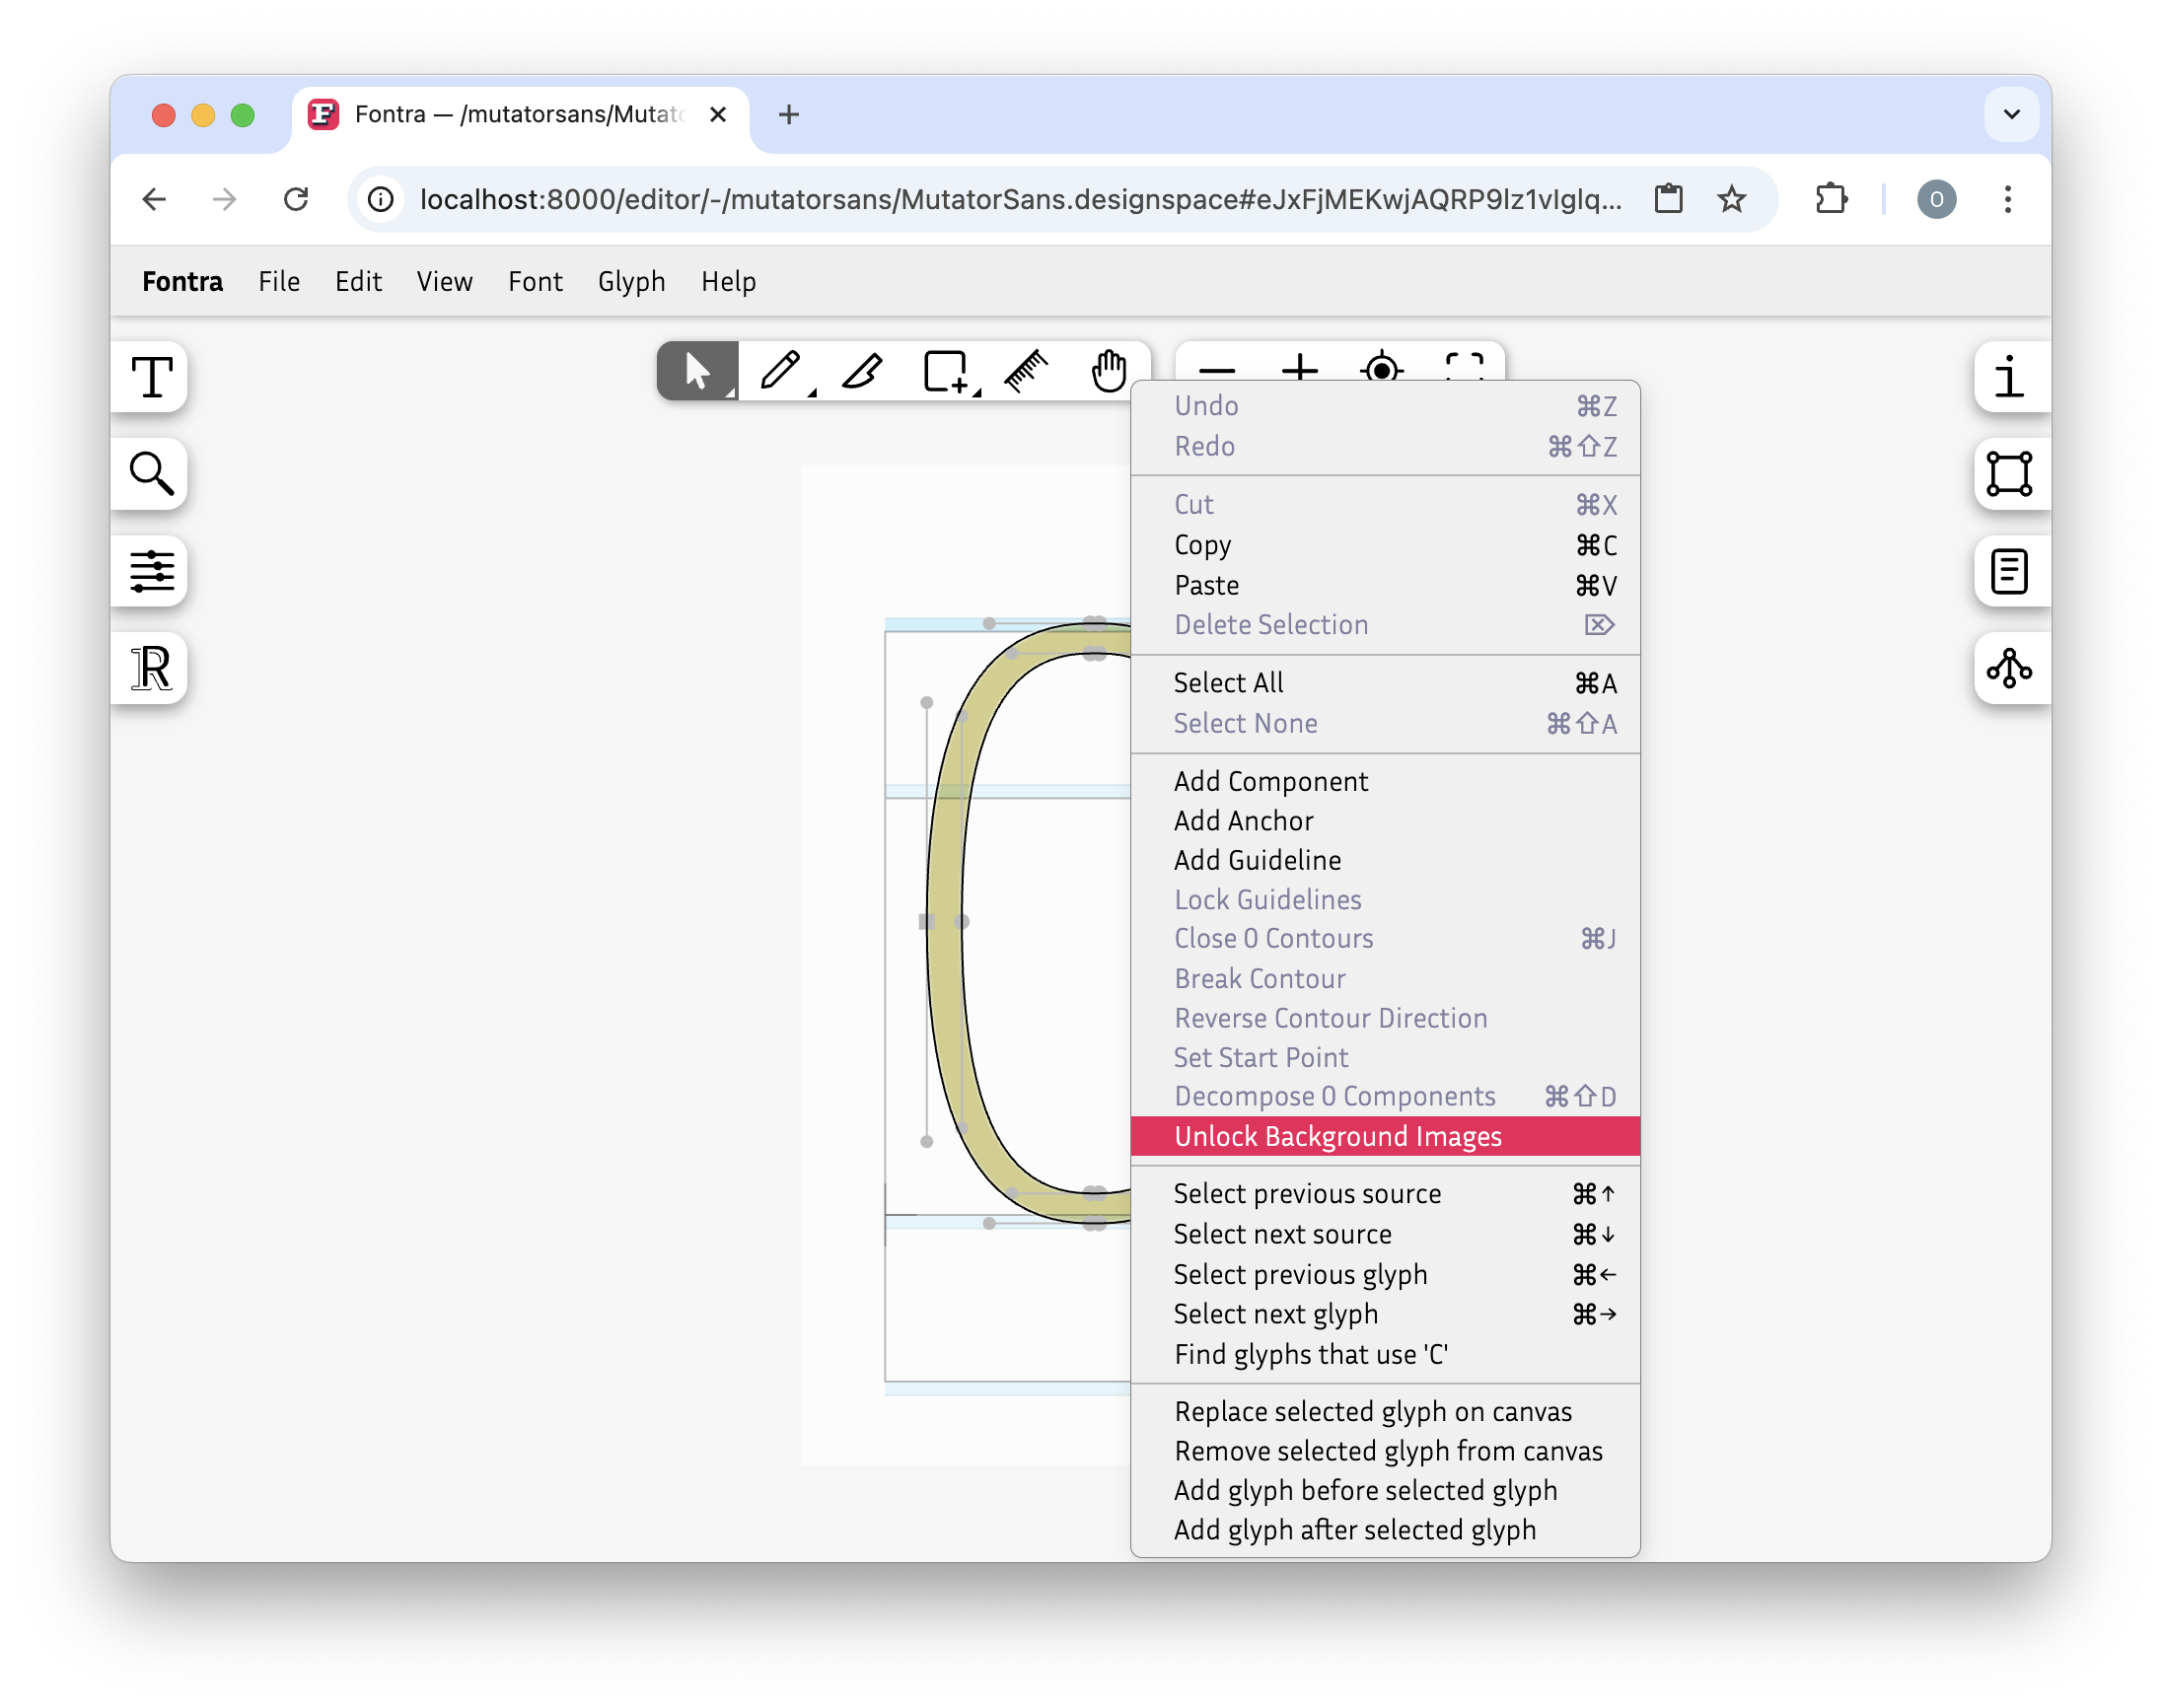 Fontra — /mutatorsans/Mutato
localhost:8000/editor/-/mutatorsans/MutatorSans.designspace#eJxFjMEKwjAQRP9lz1vIglq...
O
Fontra File Edit View Font Glyph Help
Undo ⌘Z
Redo ⌘⇧Z
Cut ⌘X
Copy ⌘C
Paste ⌘V
Delete Selection ⌦
Select All ⌘A
Select None ⌘⇧A
Add Component
Add Anchor
Add Guideline
Lock Guidelines
Close 0 Contours ⌘J
Break Contour
Reverse Contour Direction
Set Start Point
Decompose 0 Components ⌘⇧D
Unlock Background Images
Select previous source ⌘↑
Select next source ⌘↓
Select previous glyph ⌘←
Select next glyph ⌘→
Find glyphs that use 'C'
Replace selected glyph on canvas
Remove selected glyph from canvas
Add glyph before selected glyph
Add glyph after selected glyph